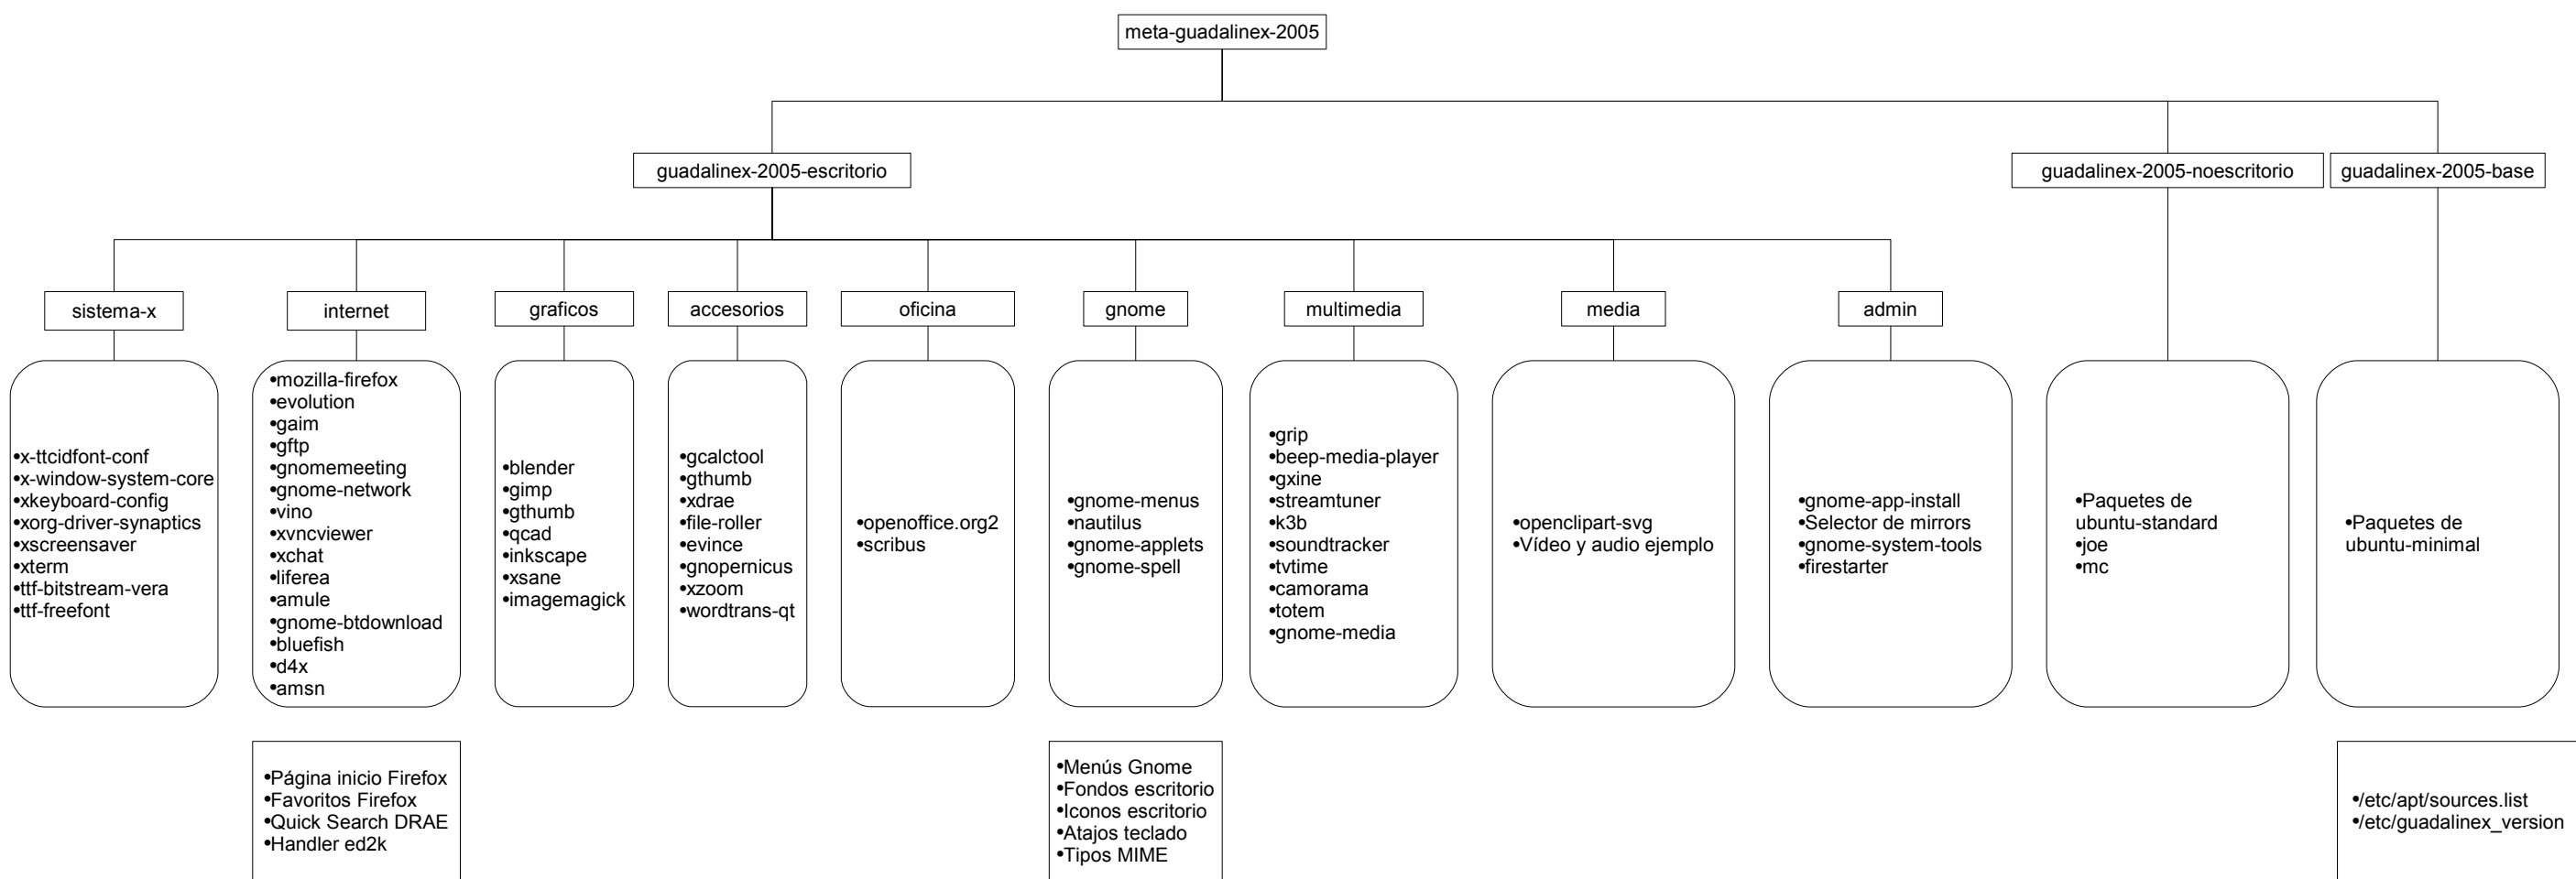 meta-guadalinex-2005
guadalinex-2005-escritorio
guadalinex-2005-noescritorio
guadalinex-2005-base
sistema-x
internet
graficos
accesorios
oficina
gnome
multimedia
media
admin
•x-ttcidfont-conf
•x-window-system-core
•xkeyboard-config
•xorg-driver-synaptics
•xscreensaver
•xterm
•ttf-bitstream-vera
•ttf-freefont
•mozilla-firefox
•evolution
•gaim
•gftp
•gnomemeeting
•gnome-network
•vino
•xvncviewer
•xchat
•liferea
•amule
•gnome-btdownload
•bluefish
•d4x
•amsn
•blender
•gimp
•gthumb
•qcad
•inkscape
•xsane
•imagemagick
•gcalctool
•gthumb
•xdrae
•file-roller
•evince
•gnopernicus
•xzoom
•wordtrans-qt
•openoffice.org2
•scribus
•gnome-menus
•nautilus
•gnome-applets
•gnome-spell
•grip
•beep-media-player
•gxine
•streamtuner
•k3b
•soundtracker
•tvtime
•camorama
•totem
•gnome-media
•openclipart-svg
•Vídeo y audio ejemplo
•gnome-app-install
•Selector de mirrors
•gnome-system-tools
•firestarter
•Paquetes de
ubuntu-standard
•joe
•mc
•Paquetes de
ubuntu-minimal
•Página inicio Firefox
•Favoritos Firefox
•Quick Search DRAE
•Handler ed2k
•Menús Gnome
•Fondos escritorio
•Iconos escritorio
•Atajos teclado
•Tipos MIME
•/etc/apt/sources.list
•/etc/guadalinex_version